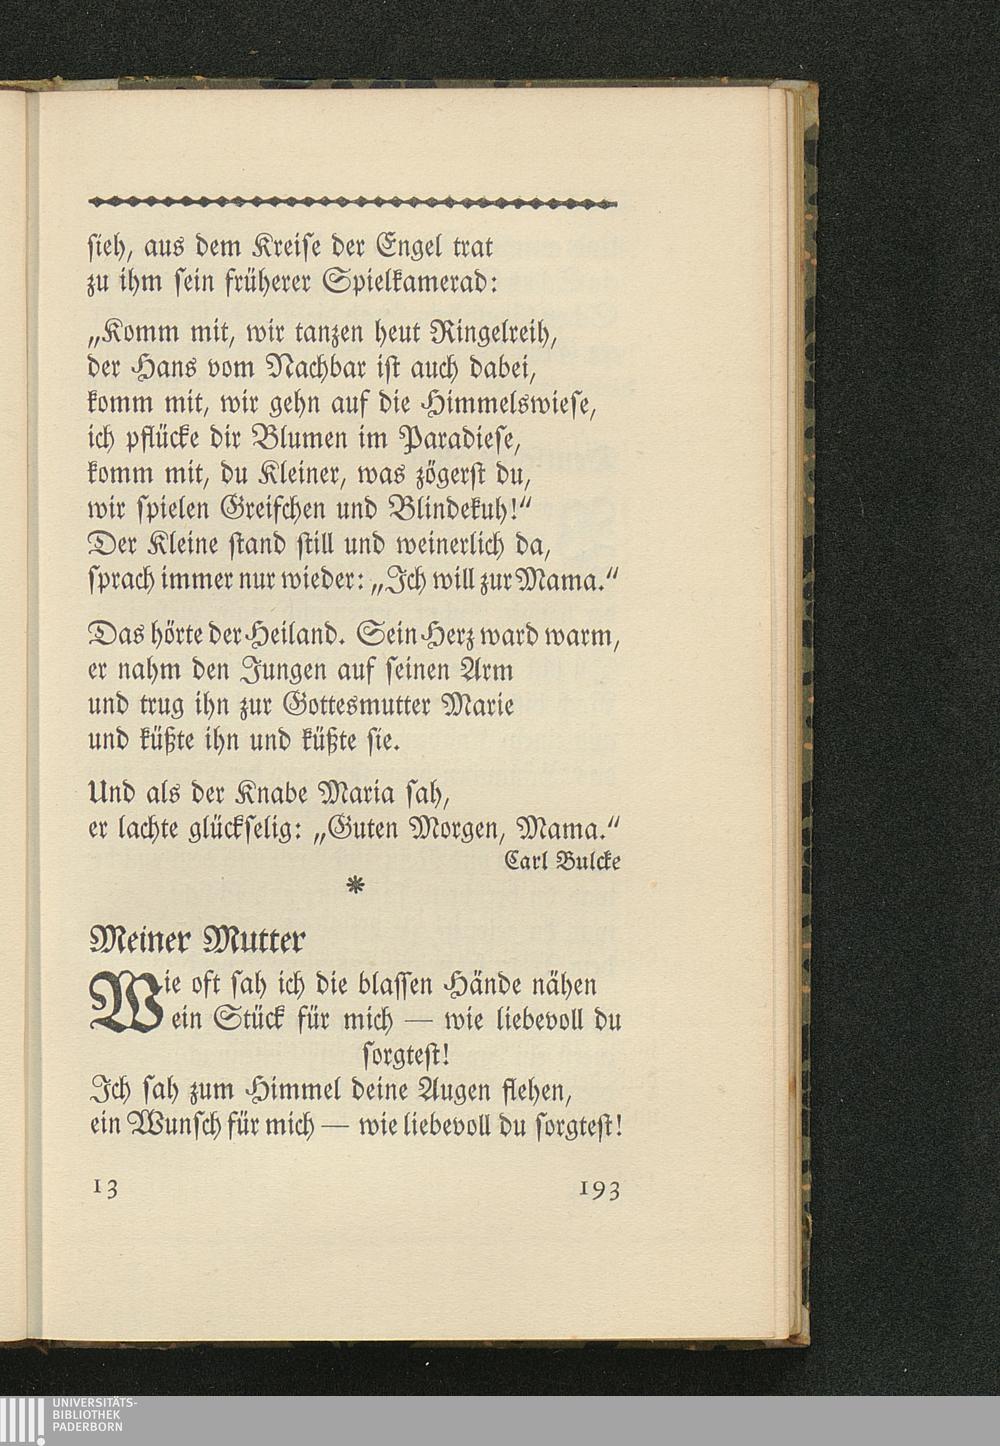 sieh, aus dem Kreise der Engel trat
zu ihm sein früherer Spielkamerad:
„Komm mit, wir tanzen heut Ringelreih,
der Hans vom Nachbar ist auch dabei,
komm mit, wir gehn auf die Himmelswiese,
ich pflücke dir Blumen im Paradiese,
komm mit, du Kleiner, was zögerst du,
wir spielen Greifchen und Blindekuh!“
Der Kleine stand still und weinerlich da,
sprach immer nur wieder: „Ich will zur Mama.“
Das hörte der Heiland. Sein Herz ward warm,
er nahm den Jungen auf seinen Arm
und trug ihn zur Gottesmutter Marie
und küßte ihn und küßte sie.
Und als der Knabe Maria sah,
er lachte glückselig: „Guten Morgen, Mama.“
Carl Bulcke
*
Meiner Mutter
Wie oft sah ich die blassen Hände nähen
ein Stück für mich — wie liebevoll du
sorgtest!
Ich sah zum Himmel deine Augen flehen,
ein Wunsch für mich — wie liebevoll du sorgtest!
13 193
UNIVERSITÄTS-
BIBLIOTHEK
PADERBORN